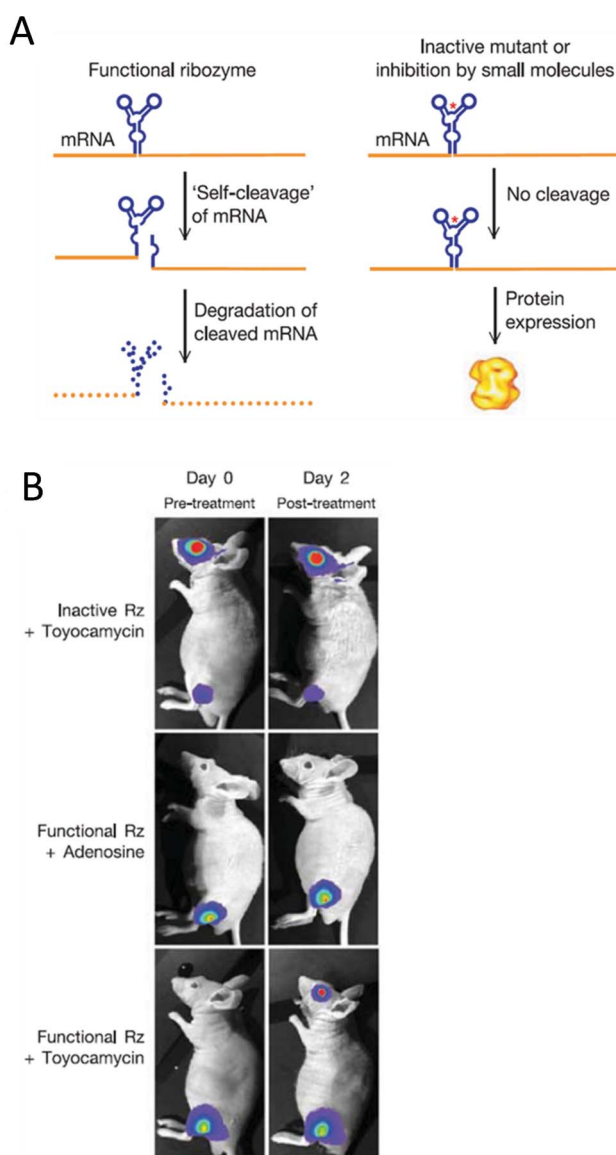 A
Functional ribozyme
Inactive mutant or
inhibition by small molecules
mRNA
mRNA
'Self-cleavage'
of mRNA
No cleavage
Degradation of
cleaved mRNA
Protein
expression
B
Day 0
Day 2
Pre-treatment
Post-treatment
Inactive Rz
+ Toyocamycin
Functional Rz
+ Adenosine
Functional Rz
+ Toyocamycin